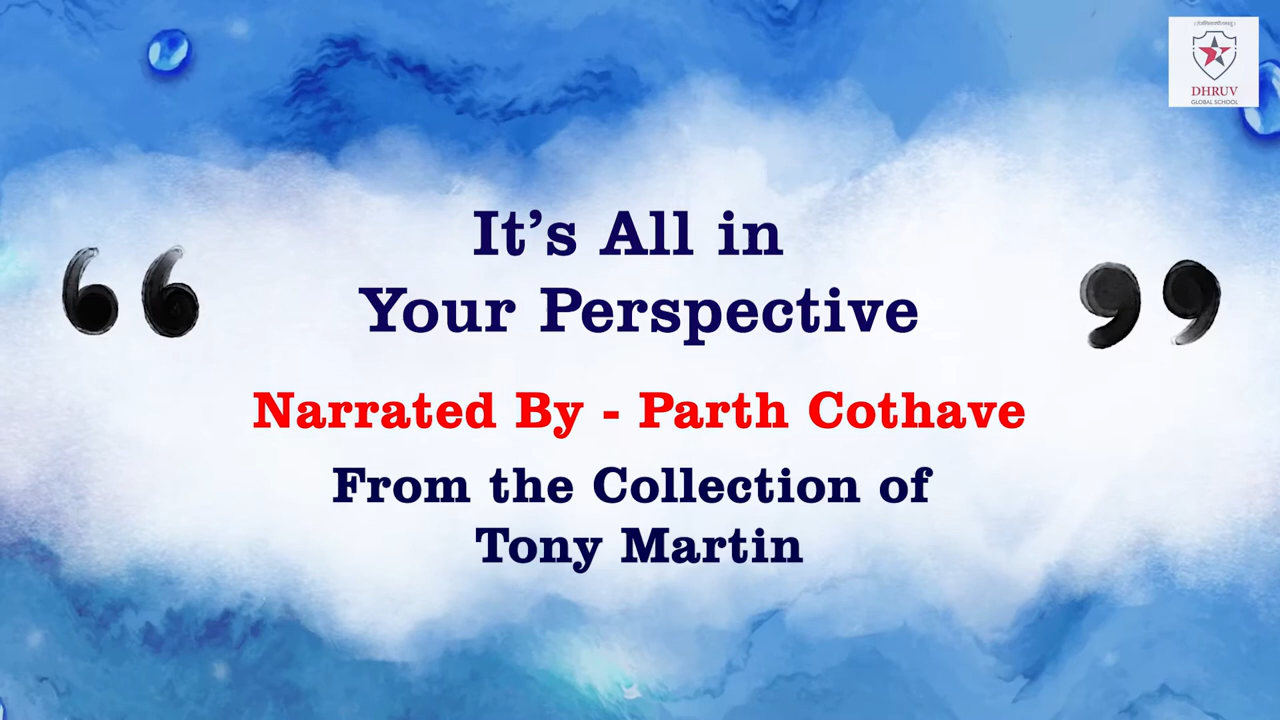 DHRUV
GLOBAL SCHOOL
“
It’s All in
Your Perspective
”
Narrated By - Parth Cothave
From the Collection of
Tony Martin